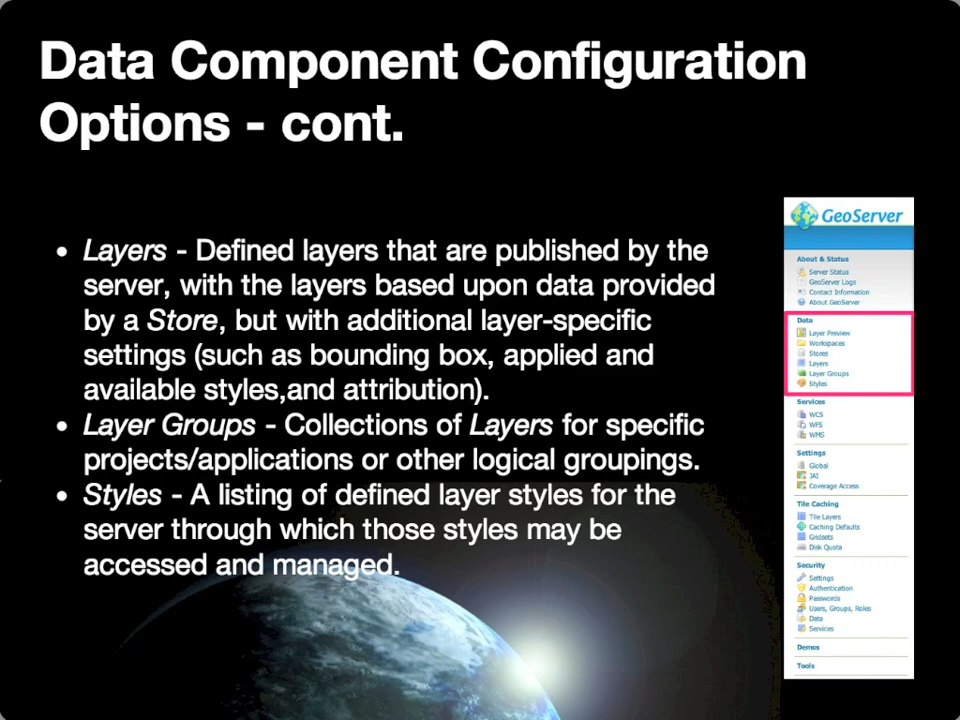 Data Component Configuration
Options - cont.
• Layers - Defined layers that are published by the
server, with the layers based upon data provided
by a Store, but with additional layer-specific
settings (such as bounding box, applied and
available styles,and attribution).
• Layer Groups - Collections of Layers for specific
projects/applications or other logical groupings.
• Styles - A listing of defined layer styles for the
server through which those styles may be
accessed and managed.
GeoServer
About & Status
Server Status
GeoServer Logs
Contact Information
About GeoServer
Data
Layer Preview
Workspaces
Stores
Layers
Layer Groups
Styles
Services
WCS
WFS
WMS
Settings
Global
JAI
Coverage Access
Tile Caching
Tile Layers
Caching Defaults
Gridsets
Disk Quota
Security
Settings
Authentication
Passwords
Users, Groups, Roles
Data
Services
Demos
Tools